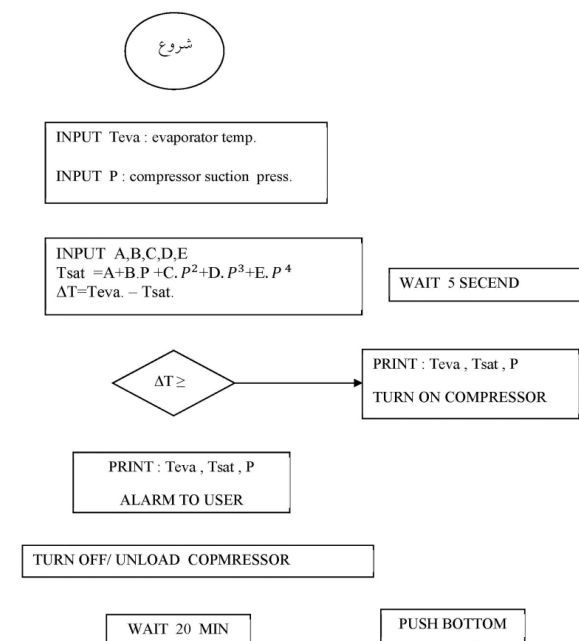 شروع
INPUT Teva : evaporator temp.
INPUT P : compressor suction press.
INPUT A,B,C,D,E
Tsat =A+B.P +C. P² +D. P³ +E. P ⁴
ΔT=Teva. – Tsat.
WAIT 5 SECEND
ΔT ≥
PRINT : Teva , Tsat , P
TURN ON COMPRESSOR
PRINT : Teva , Tsat , P
ALARM TO USER
TURN OFF/ UNLOAD COPMRESSOR
WAIT 20 MIN
PUSH BOTTOM